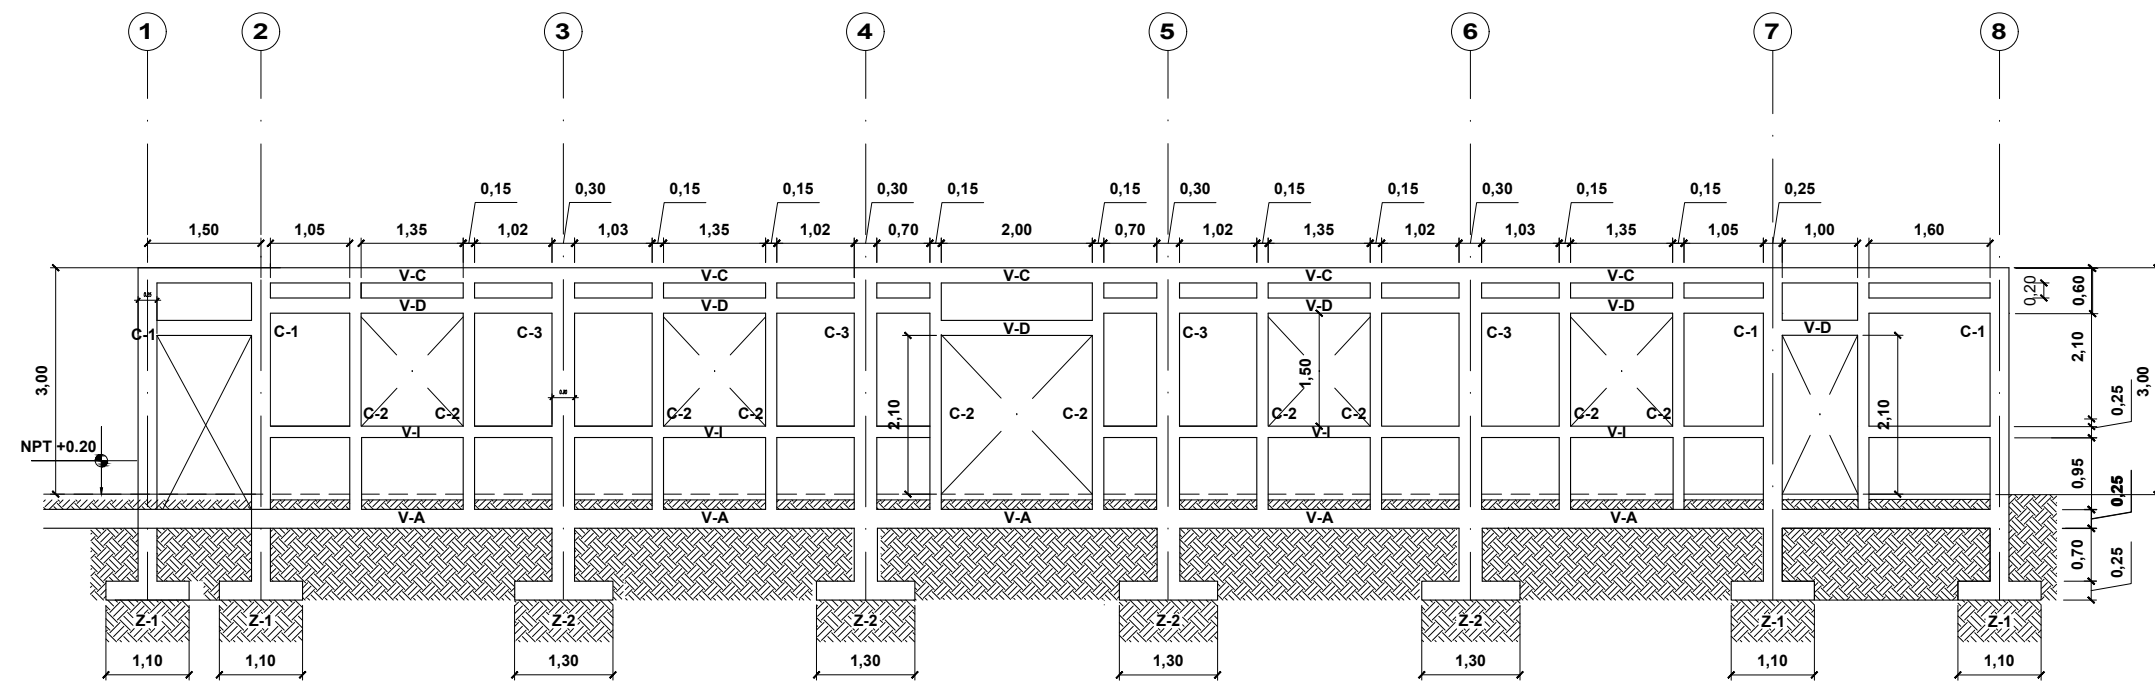 1 2 3 4 5 6 7 8
0,15 0,30 0,15 0,15 0,30 0,15 0,15 0,30 0,15 0,15 0,30 0,15 0,15 0,25
1,50 1,05 1,35 1,02 1,03 1,35 1,02 0,70 2,00 0,70 1,02 1,35 1,02 1,03 1,35 1,05 1,00 1,60
V-C V-C V-C V-C V-C
0,20 0,60
V-D V-D V-D V-D
V-D V-D
C-1 C-1 C-3 C-3 C-3 C-3 C-1 C-1
3,00 1,50 2,10 3,00
2,10 2,10 0,25
C-2 C-2 C-2 C-2 C-2 C-2 C-2 C-2 C-2 C-2
V-I V-I V-I V-I
NPT +0.20
0,95 0,25
V-A V-A V-A V-A V-A
0,70 0,25
Z-1 Z-1 Z-2 Z-2 Z-2 Z-2 Z-1 Z-1
1,10 1,10 1,30 1,30 1,30 1,30 1,10 1,10